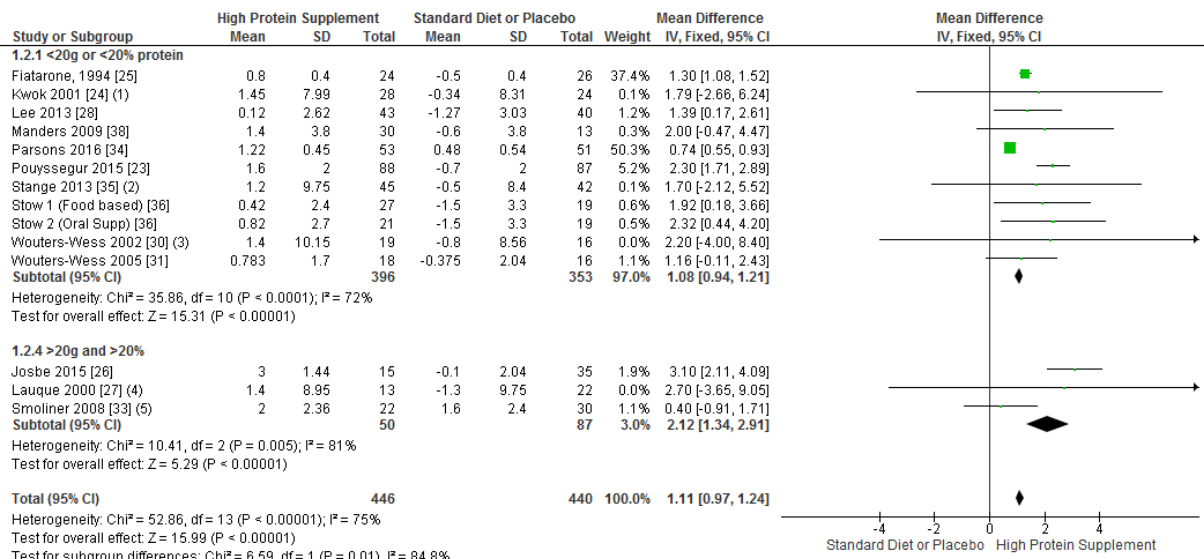 High Protein Supplement Standard Diet or Placebo Mean Difference Mean Difference
Study or Subgroup Mean SD Total Mean SD Total Weight IV, Fixed, 95% CI IV, Fixed, 95% CI
1.2.1 <20g or <20% protein
Fiatarone, 1994 [25] 0.8 0.4 24 -0.5 0.4 26 37.4% 1.30 [1.08, 1.52]
Kwok 2001 [24] (1) 1.45 7.99 28 -0.34 8.31 24 0.1% 1.79 [-2.66, 6.24]
Lee 2013 [28] 0.12 2.62 43 -1.27 3.03 40 1.2% 1.39 [0.17, 2.61]
Manders 2009 [38] 1.4 3.8 30 -0.6 3.8 13 0.3% 2.00 [-0.47, 4.47]
Parsons 2016 [34] 1.22 0.45 53 0.48 0.54 51 50.3% 0.74 [0.55, 0.93]
Pouyssegur 2015 [23] 1.6 2 88 -0.7 2 87 5.2% 2.30 [1.71, 2.89]
Stange 2013 [35] (2) 1.2 9.75 45 -0.5 8.4 42 0.1% 1.70 [-2.12, 5.52]
Stow 1 (Food based) [36] 0.42 2.4 27 -1.5 3.3 19 0.6% 1.92 [0.18, 3.66]
Stow 2 (Oral Supp) [36] 0.82 2.7 21 -1.5 3.3 19 0.5% 2.32 [0.44, 4.20]
Wouters-Wess 2002 [30] (3) 1.4 10.15 19 -0.8 8.56 16 0.0% 2.20 [-4.00, 8.40]
Wouters-Wess 2005 [31] 0.783 1.7 18 -0.375 2.04 16 1.1% 1.16 [-0.11, 2.43]
Subtotal (95% CI) 396 353 97.0% 1.08 [0.94, 1.21]
Heterogeneity: Chi² = 35.86, df = 10 (P < 0.0001); I² = 72%
Test for overall effect: Z = 15.31 (P < 0.00001)
1.2.4 >20g and >20%
Josbe 2015 [26] 3 1.44 15 -0.1 2.04 35 1.9% 3.10 [2.11, 4.09]
Lauque 2000 [27] (4) 1.4 8.95 13 -1.3 9.75 22 0.0% 2.70 [-3.65, 9.05]
Smoliner 2008 [33] (5) 2 2.36 22 1.6 2.4 30 1.1% 0.40 [-0.91, 1.71]
Subtotal (95% CI) 50 87 3.0% 2.12 [1.34, 2.91]
Heterogeneity: Chi² = 10.41, df = 2 (P = 0.005); I² = 81%
Test for overall effect: Z = 5.29 (P < 0.00001)
Total (95% CI) 446 440 100.0% 1.11 [0.97, 1.24]
Heterogeneity: Chi² = 52.86, df = 13 (P < 0.00001); I² = 75%
Test for overall effect: Z = 15.99 (P < 0.00001)
Test for subgroup differences: Chi² = 6.59, df = 1 (P = 0.01), I² = 84.8%
-4 -2 0 2 4
Standard Diet or Placebo High Protein Supplement